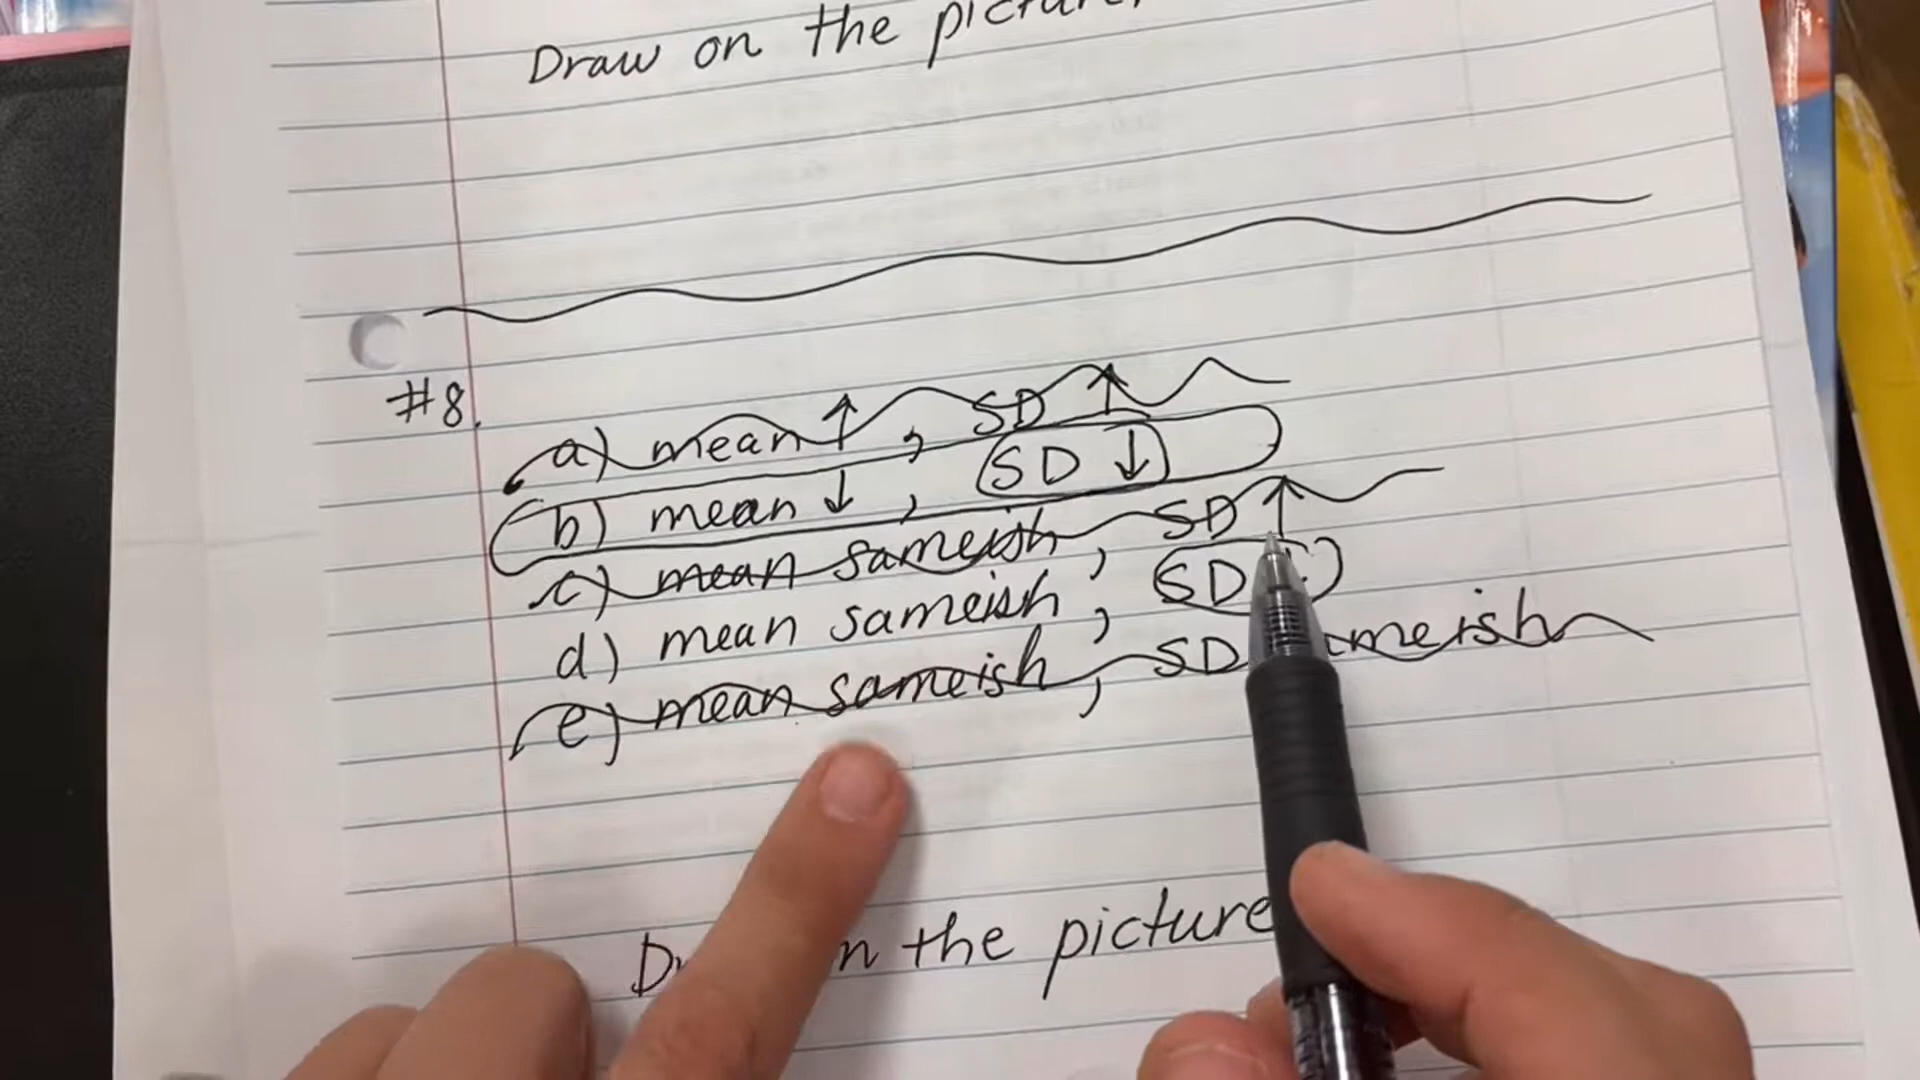 Draw on the picture.
#8.
a) mean ↑, SD ↑
b) mean ↓, SD ↓
c) mean sameish, SD ↑
d) mean sameish, SD
e) mean sameish, SD sameish
the picture